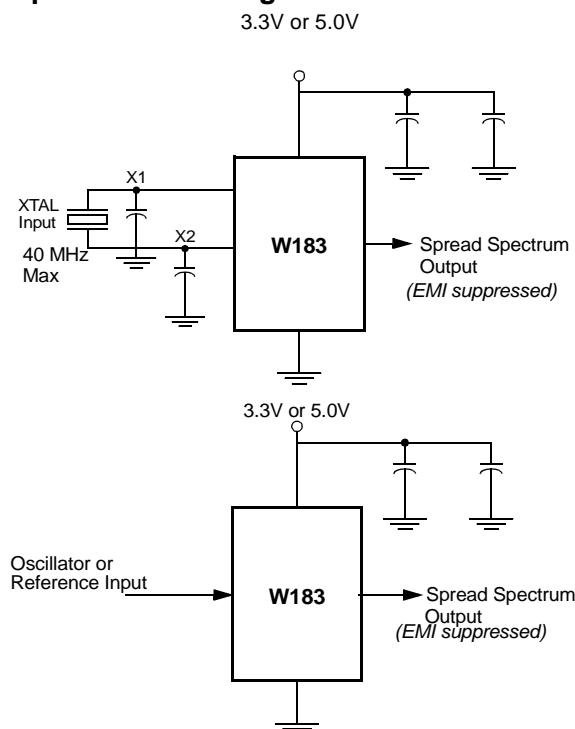 3.3V or 5.0V
X1
XTAL
Input
X2
40 MHz
Max
W183
Spread Spectrum
Output
(EMI suppressed)
3.3V or 5.0V
Oscillator or
Reference Input
W183
Spread Spectrum
Output
(EMI suppressed)